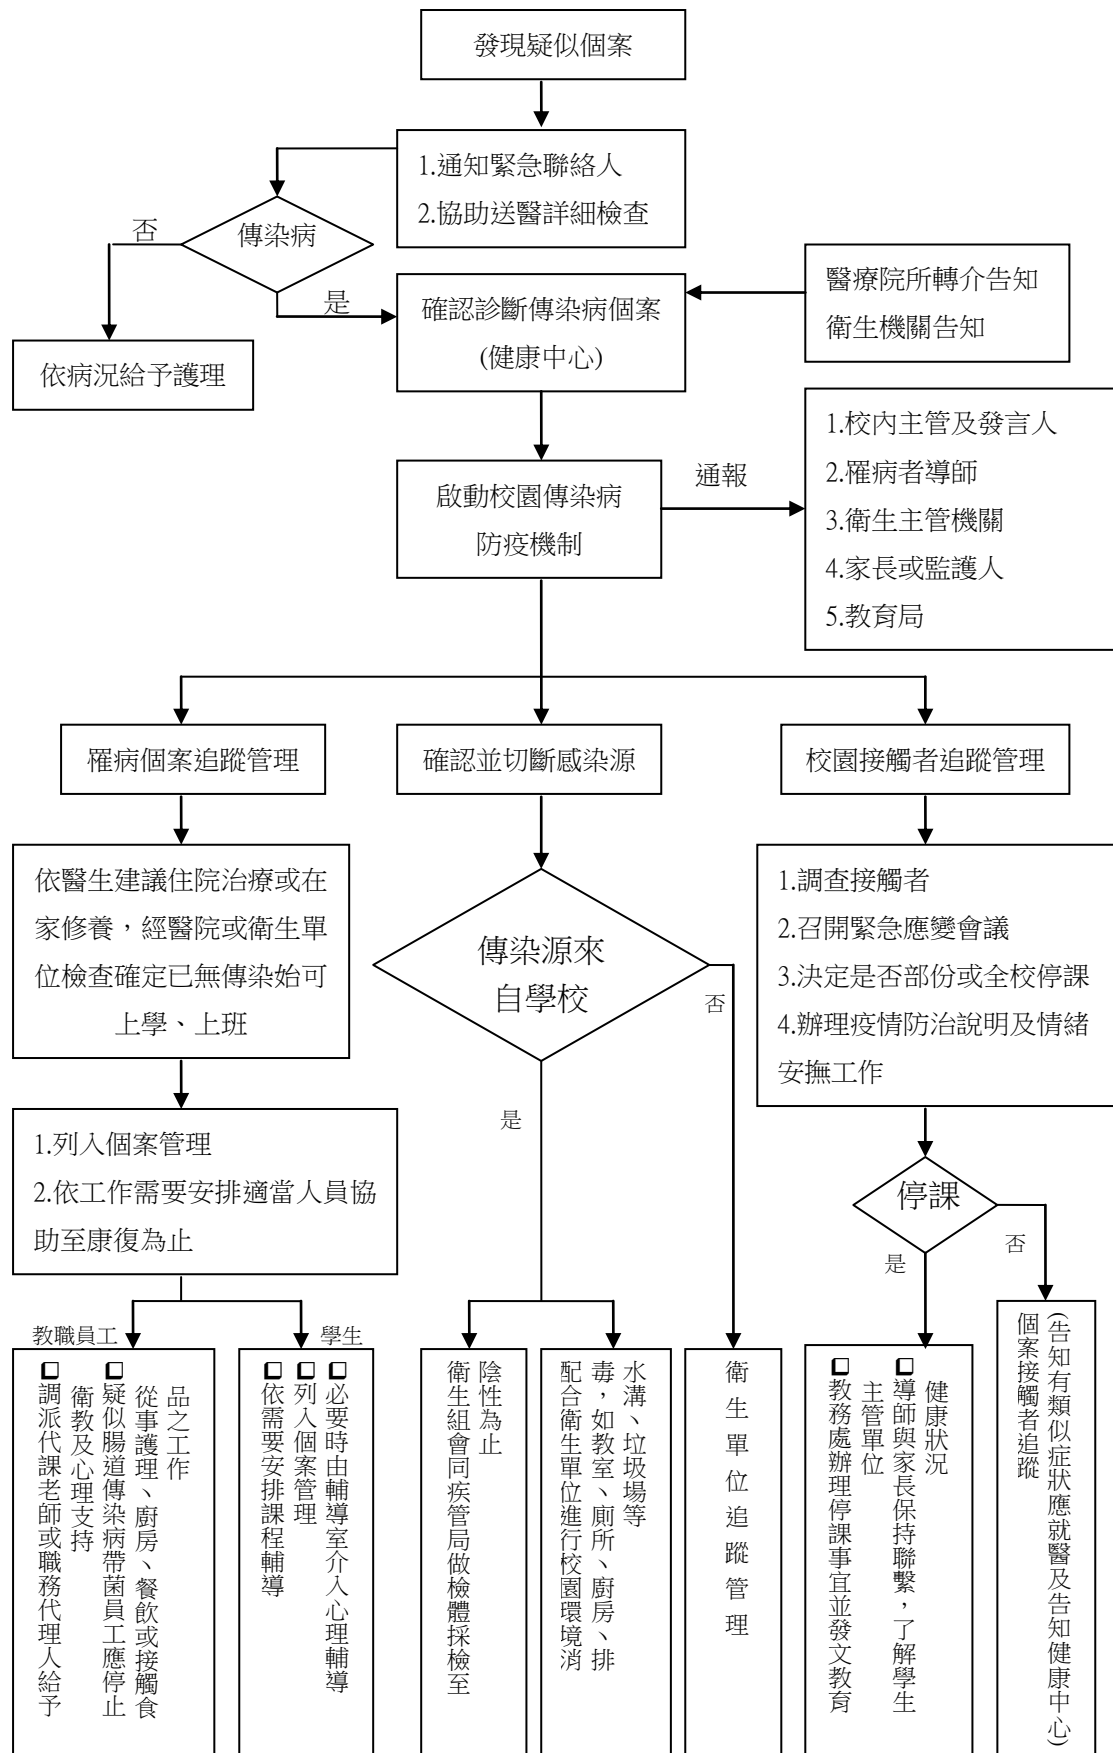 發現疑似個案
1.通知緊急聯絡人
2.協助送醫詳細檢查
傳染病
否
是
醫療院所轉介告知
衛生機關告知
確認診斷傳染病個案
(健康中心)
依病況給予護理
1.校內主管及發言人
2.罹病者導師
3.衛生主管機關
4.家長或監護人
5.教育局
通報
啟動校園傳染病
防疫機制
罹病個案追蹤管理
確認並切斷感染源
校園接觸者追蹤管理
依醫生建議住院治療或在
家修養，經醫院或衛生單
位檢查確定已無傳染始可
上學、上班
傳染源來
自學校
否
是
1.調查接觸者
2.召開緊急應變會議
3.決定是否部份或全校停課
4.辦理疫情防治說明及情緒
安撫工作
1.列入個案管理
2.依工作需要安排適當人員協
助至康復為止
停課
否
是
教職員工
學生
❑調派代課老師或職務代理人給予
衛教及心理支持
❑疑似腸道傳染病帶菌員工應停止
從事護理、廚房、餐飲或接觸食
品之工作
❑依需要安排課程輔導
❑列入個案管理
❑必要時由輔導室介入心理輔導
衛生組會同疾管局做檢體採檢至
陰性為止
配合衛生單位進行校園環境消
毒，如教室、廁所、廚房、排
水溝、垃圾場等
衛生單位追蹤管理
❑教務處辦理停課事宜並發文教育
主管單位
❑導師與家長保持聯繫，了解學生
健康狀況
個案接觸者追蹤
(告知有類似症狀應就醫及告知健康中心)